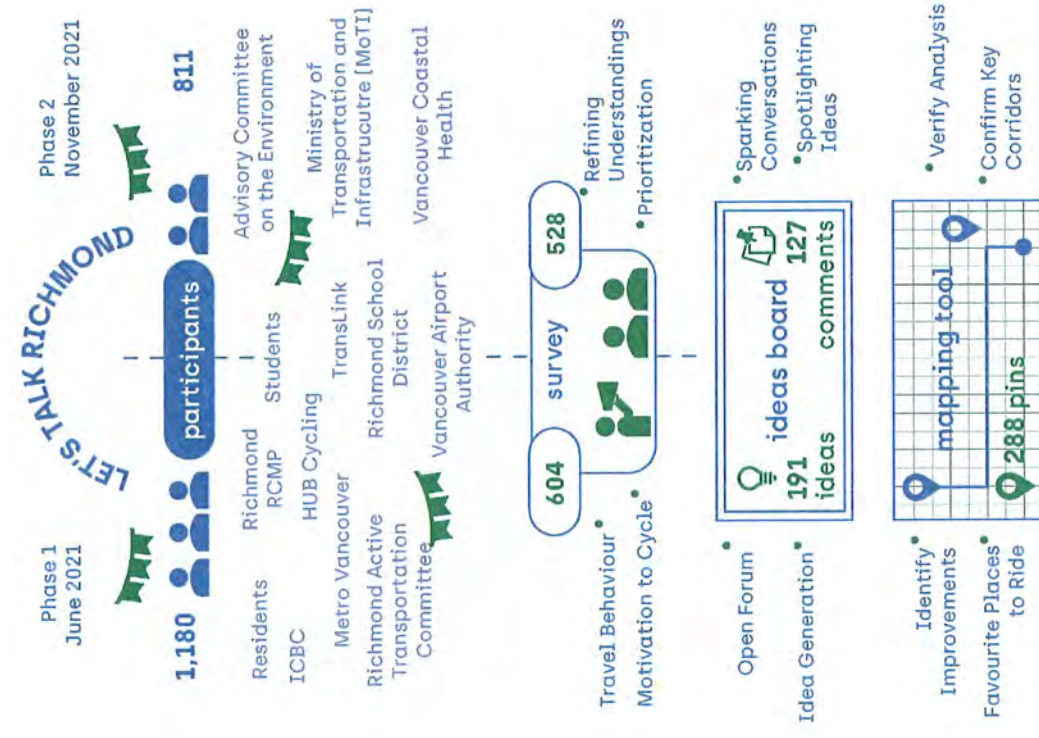 LET'S TALK RICHMOND
Phase 1
June 2021
Phase 2
November 2021
1,180
participants
811
Residents
Richmond
RCMP
Students
Advisory Committee
on the Environment
ICBC
HUB Cycling
Ministry of
Transportation and
Infrastrucutre [MoTI]
Metro Vancouver
TransLink
Richmond Active
Transportation
Committee
Richmond School
District
Vancouver Coastal
Health
Vancouver Airport
Authority
604
survey
528
Travel Behaviour
Motivation to Cycle
Refining
Understandings
Prioritization
Open Forum
Idea Generation
ideas board
191
ideas
127
comments
Sparking
Conversations
Spotlighting
Ideas
Identify
Improvements
Favourite Places
to Ride
mapping tool
288 pins
Verify Analysis
Confirm Key
Corridors